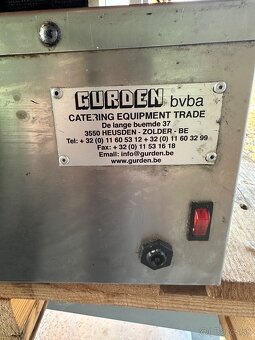 GURDEN bvba
CATERING EQUIPMENT TRADE
De lange beemde 37
3550 HEUSDEN - ZOLDER - BE
Tel: + 32 (0) 11 60 53 12 + 32 (0) 11 60 32 99
Fax: + 32 (0) 11 53 16 18
Email: info@gurden.be
www.gurden.be